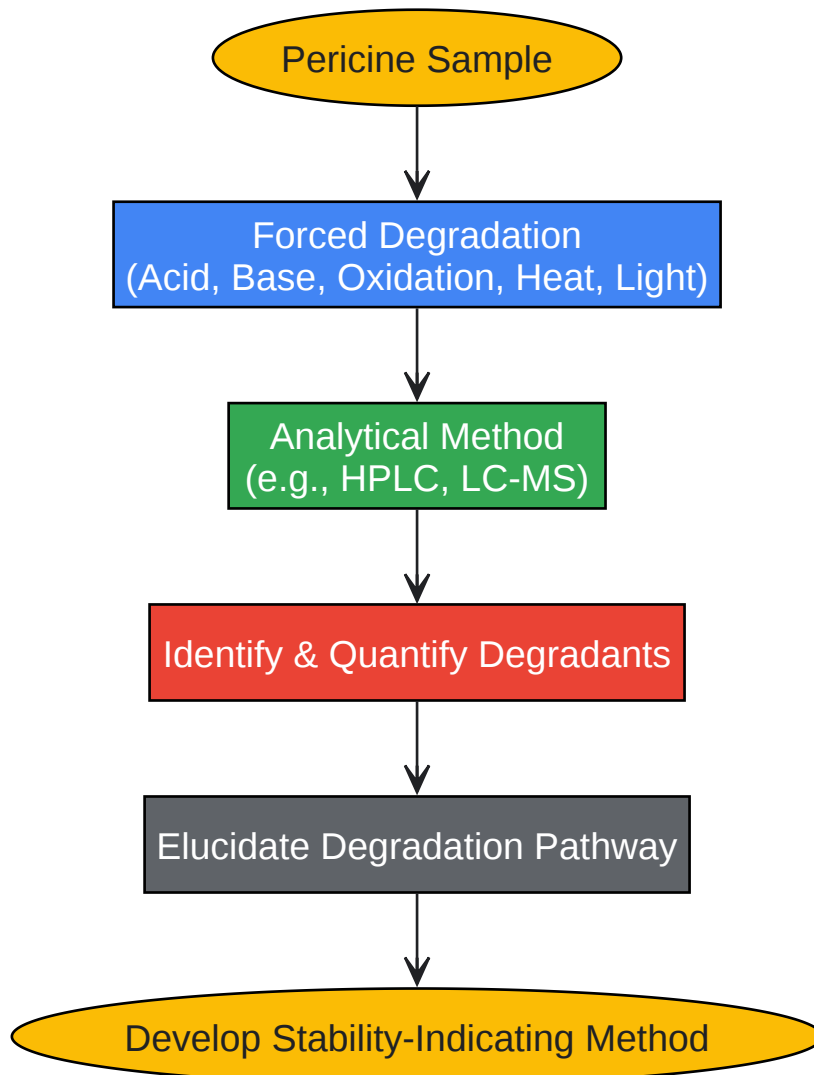 Pericine Sample
Forced Degradation
(Acid, Base, Oxidation, Heat, Light)
Analytical Method
(e.g., HPLC, LC-MS)
Identify & Quantify Degradants
Elucidate Degradation Pathway
Develop Stability-Indicating Method